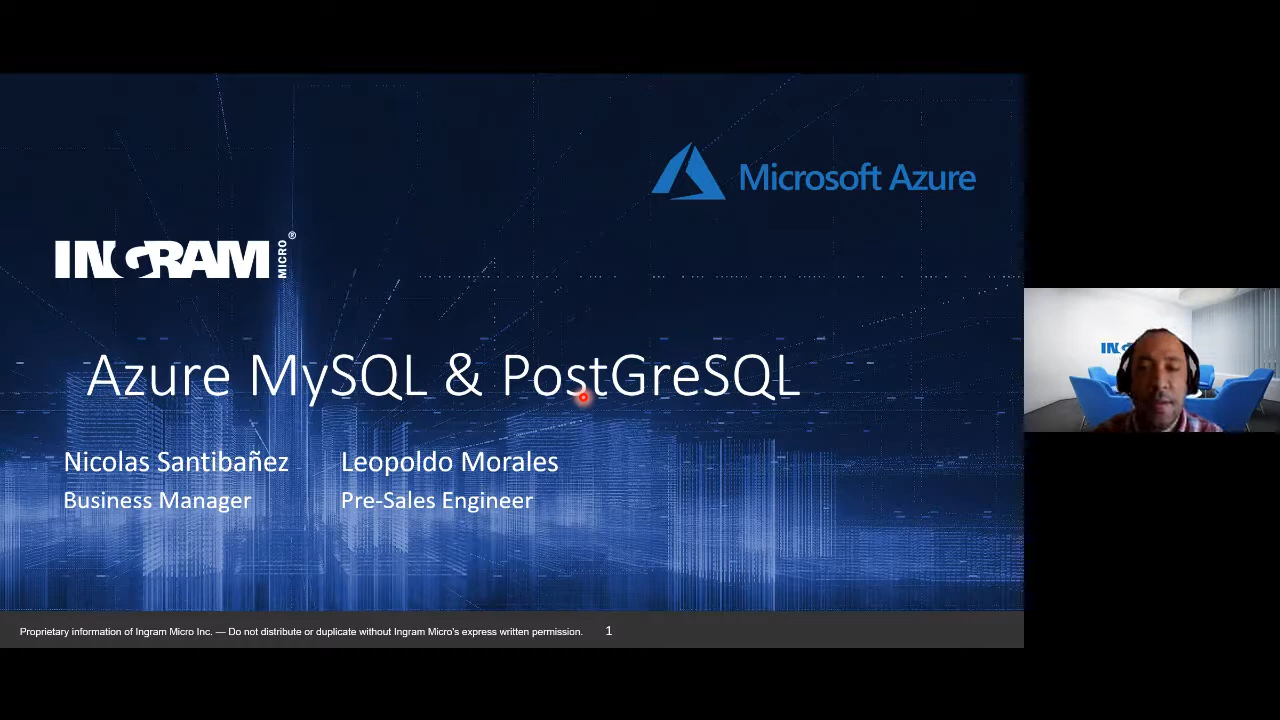 Microsoft Azure
INGRAM MICRO®
Azure MySQL & PostGreSQL
Nicolas Santibañez
Business Manager
Leopoldo Morales
Pre-Sales Engineer
Proprietary information of Ingram Micro Inc. — Do not distribute or duplicate without Ingram Micro's express written permission. 1